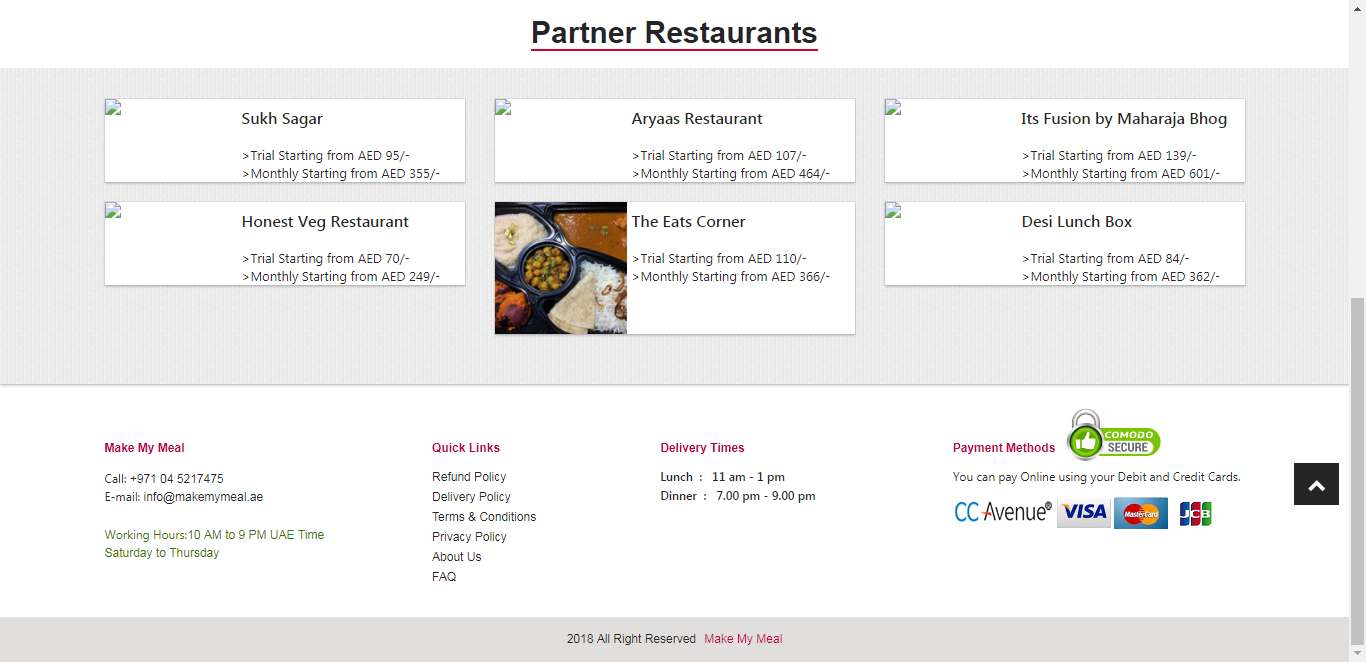 Partner Restaurants
Sukh Sagar
>Trial Starting from AED 95/-
>Monthly Starting from AED 355/-
Aryaas Restaurant
>Trial Starting from AED 107/-
>Monthly Starting from AED 464/-
Its Fusion by Maharaja Bhog
>Trial Starting from AED 139/-
>Monthly Starting from AED 601/-
Honest Veg Restaurant
>Trial Starting from AED 70/-
>Monthly Starting from AED 249/-
The Eats Corner
>Trial Starting from AED 110/-
>Monthly Starting from AED 366/-
Desi Lunch Box
>Trial Starting from AED 84/-
>Monthly Starting from AED 362/-
Make My Meal
Call: +971 04 5217475
E-mail: info@makemymeal.ae
Working Hours:10 AM to 9 PM UAE Time
Saturday to Thursday
Quick Links
Refund Policy
Delivery Policy
Terms & Conditions
Privacy Policy
About Us
FAQ
Delivery Times
Lunch : 11 am - 1 pm
Dinner : 7.00 pm - 9.00 pm
Payment Methods
COMODO
SECURE
You can pay Online using your Debit and Credit Cards.
CC Avenue®
VISA
MasterCard
JCB
2018 All Right Reserved Make My Meal